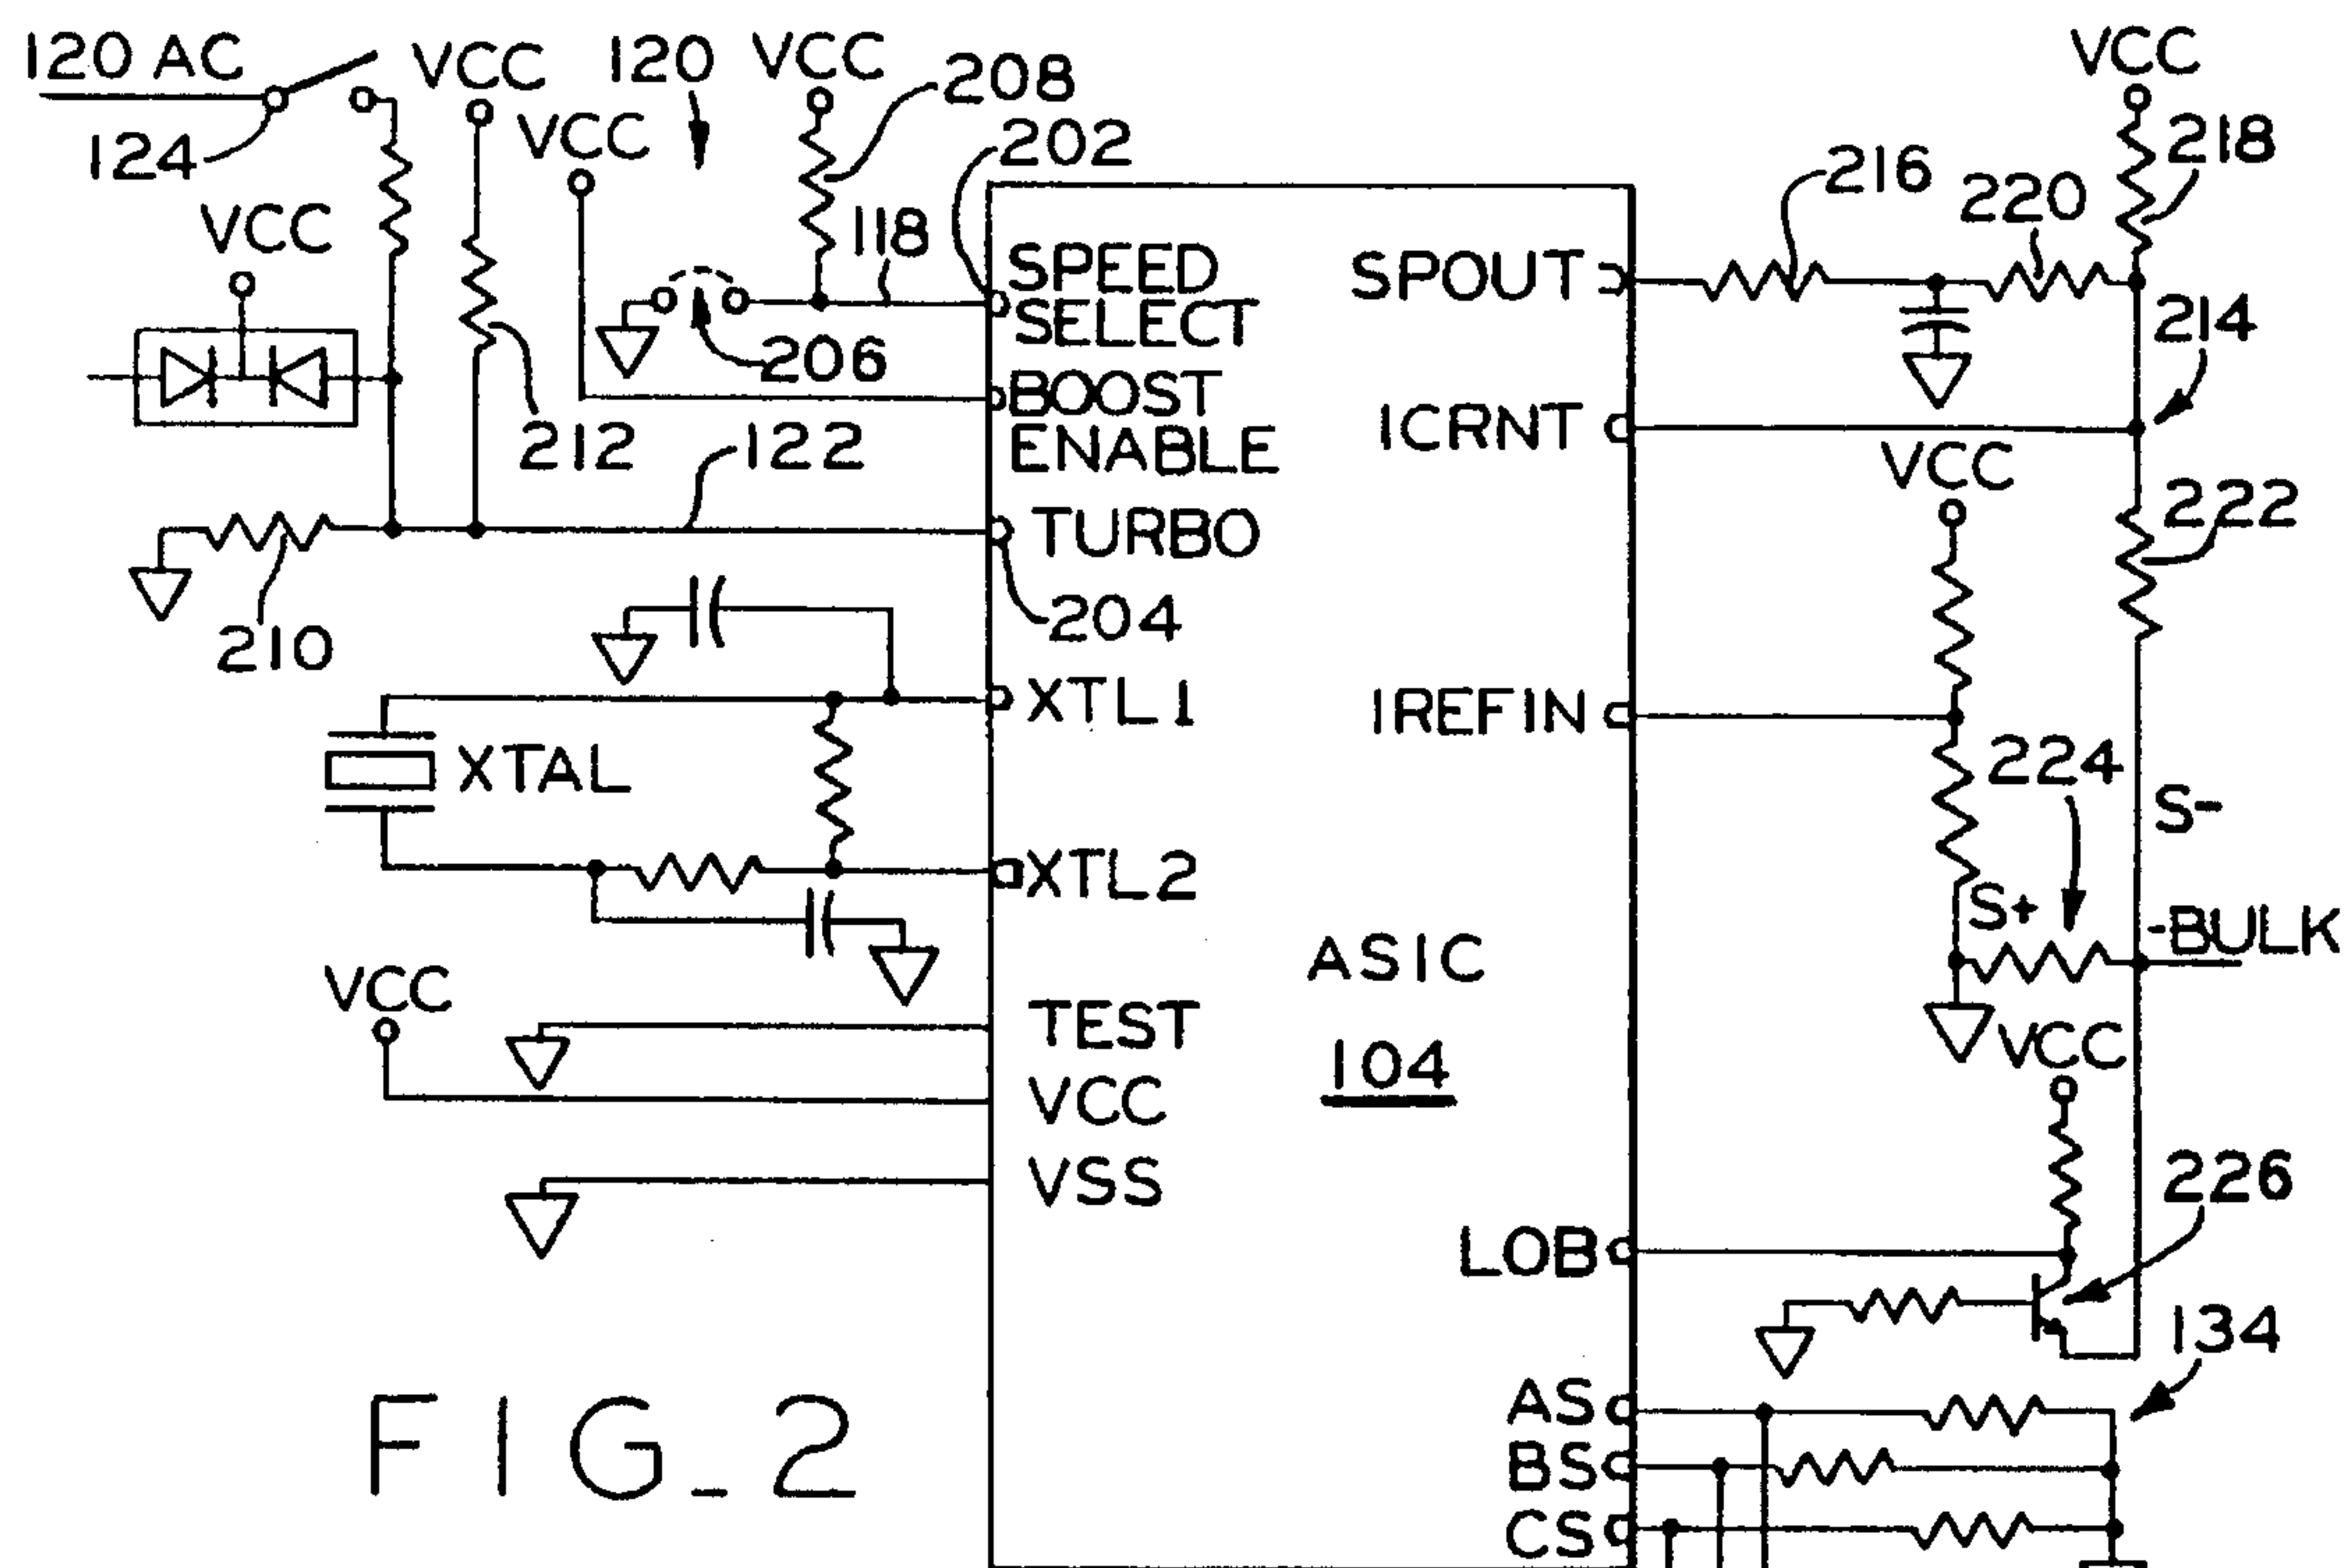 120 AC
VCC
120
VCC
208
VCC
124
VCC
202
218
216
220
VCC
118
SPEED
SELECT
SPOUT
214
206
BOOST
ENABLE
ICRNT
212
122
VCC
222
TURBO
210
204
XTL1
IREFIN
XTAL
224
S-
XTL2
S+
-BULK
ASIC
VCC
TEST
VCC
104
VCC
VSS
226
LOB
134
AS
BS
CS
FIG_2